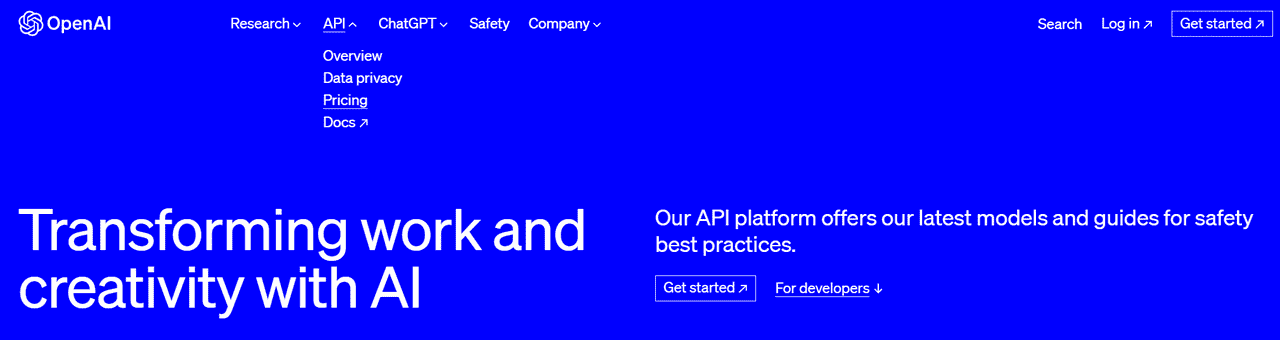 OpenAI
Research API ChatGPT Safety Company
Search Log in ↗ Get started ↗
Overview
Data privacy
Pricing
Docs ↗
Transforming work and
creativity with AI
Our API platform offers our latest models and guides for safety
best practices.
Get started ↗ For developers ↓